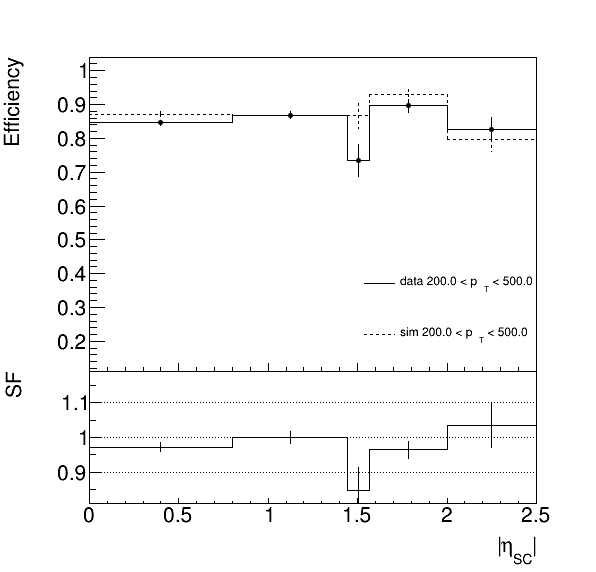 Efficiency
1
0.9
0.8
0.7
0.6
0.5
0.4
0.3
0.2
data 200.0 < p_T < 500.0
sim 200.0 < p_T < 500.0
SF
1.1
1
0.9
0 0.5 1 1.5 2 2.5
|η_SC|